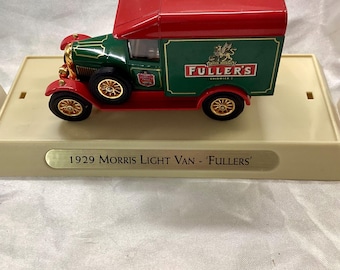 FULLER'S
1929 MORRIS LIGHT VAN - 'FULLERS'